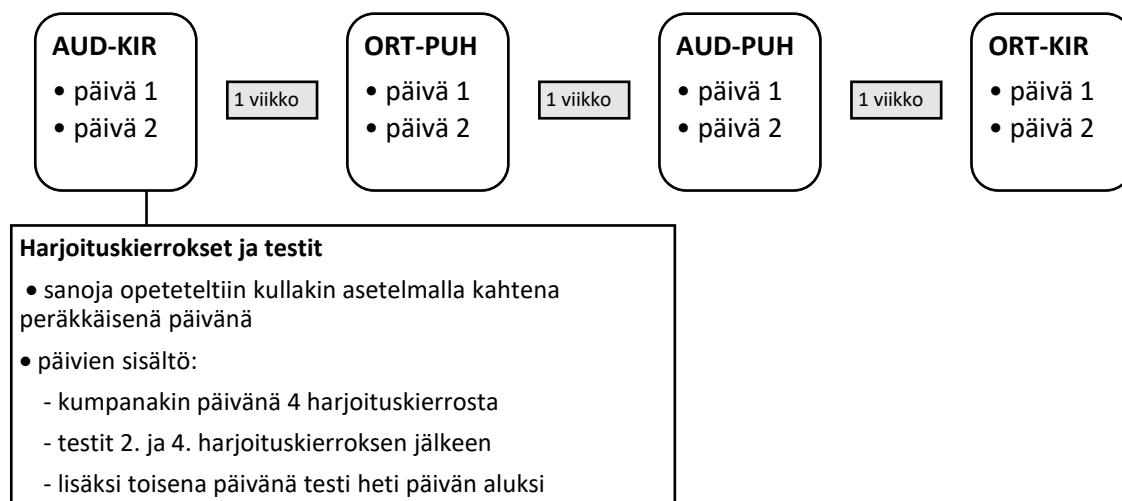 AUD-KIR
• päivä 1
• päivä 2
1 viikko
ORT-PUH
• päivä 1
• päivä 2
1 viikko
AUD-PUH
• päivä 1
• päivä 2
1 viikko
ORT-KIR
• päivä 1
• päivä 2
Harjoituskierrokset ja testit
• sanoja opeteteltiin kullakin asetelmalla kahtena
peräkkäisenä päivänä
• päivien sisältö:
- kumpanakin päivänä 4 harjoituskierrosta
- testit 2. ja 4. harjoituskierroksen jälkeen
- lisäksi toisena päivänä testi heti päivän aluksi